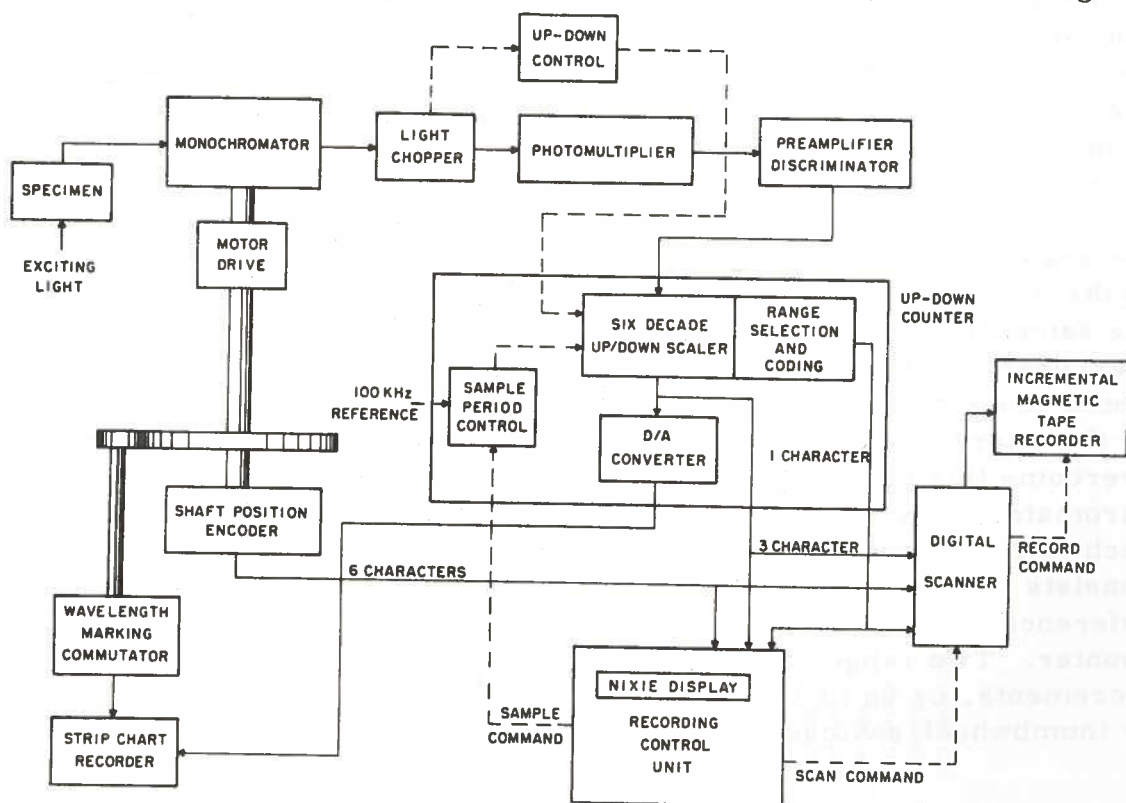 UP-DOWN
CONTROL
MONOCHROMATOR
LIGHT
CHOPPER
PHOTOMULTIPLIER
PREAMPLIFIER
DISCRIMINATOR
SPECIMEN
EXCITING
LIGHT
MOTOR
DRIVE
UP-DOWN
COUNTER
SIX DECADE
UP/DOWN SCALER
RANGE
SELECTION
AND
CODING
100 KHz
REFERENCE
SAMPLE
PERIOD
CONTROL
D/A
CONVERTER
1 CHARACTER
INCREMENTAL
MAGNETIC
TAPE
RECORDER
SHAFT POSITION
ENCODER
6 CHARACTERS
3 CHARACTER
DIGITAL
SCANNER
RECORD
COMMAND
WAVELENGTH
MARKING
COMMUTATOR
STRIP CHART
RECORDER
SAMPLE
COMMAND
NIXIE DISPLAY
RECORDING
CONTROL
UNIT
SCAN COMMAND